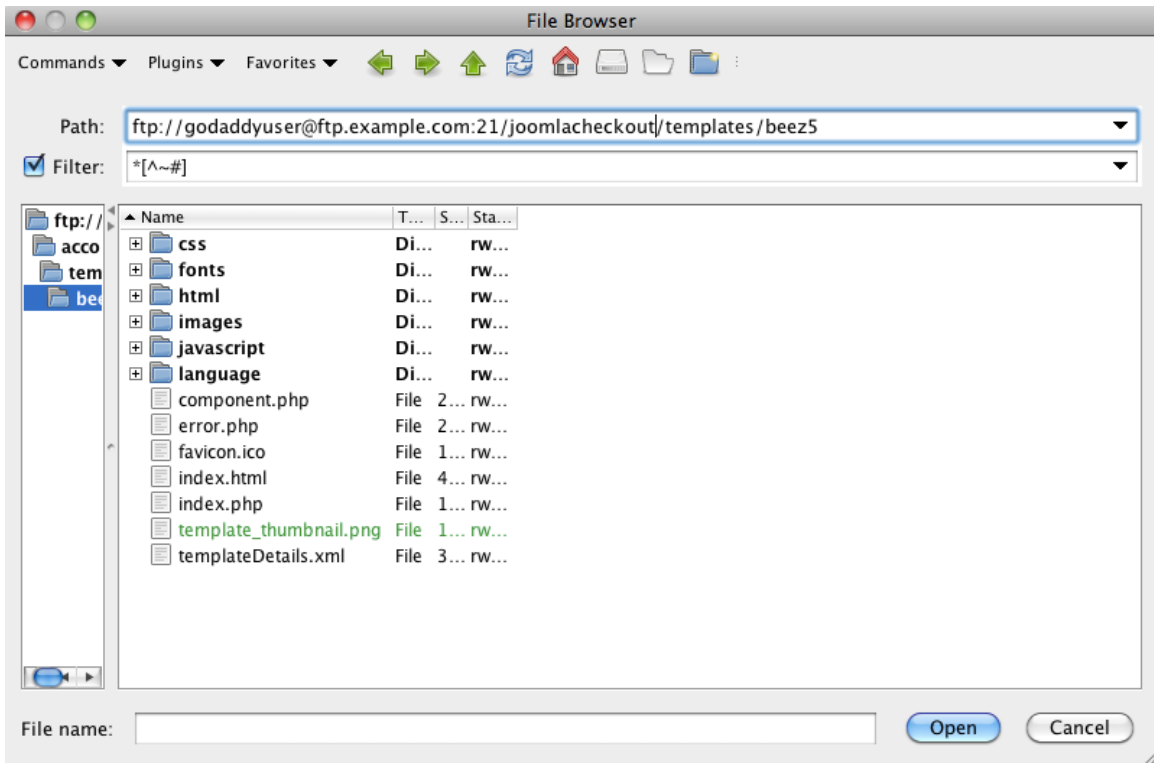 File Browser
Commands Plugins Favorites
Path: ftp://godaddyuser@ftp.example.com:21/joomlacheckout/templates/beez5
Filter: *[^~#]
ftp://
acco
tem
bee
Name T... S... Sta...
css Di... rw...
fonts Di... rw...
html Di... rw...
images Di... rw...
javascript Di... rw...
language Di... rw...
component.php File 2... rw...
error.php File 2... rw...
favicon.ico File 1... rw...
index.html File 4... rw...
index.php File 1... rw...
template_thumbnail.png File 1... rw...
templateDetails.xml File 3... rw...
File name: Open Cancel